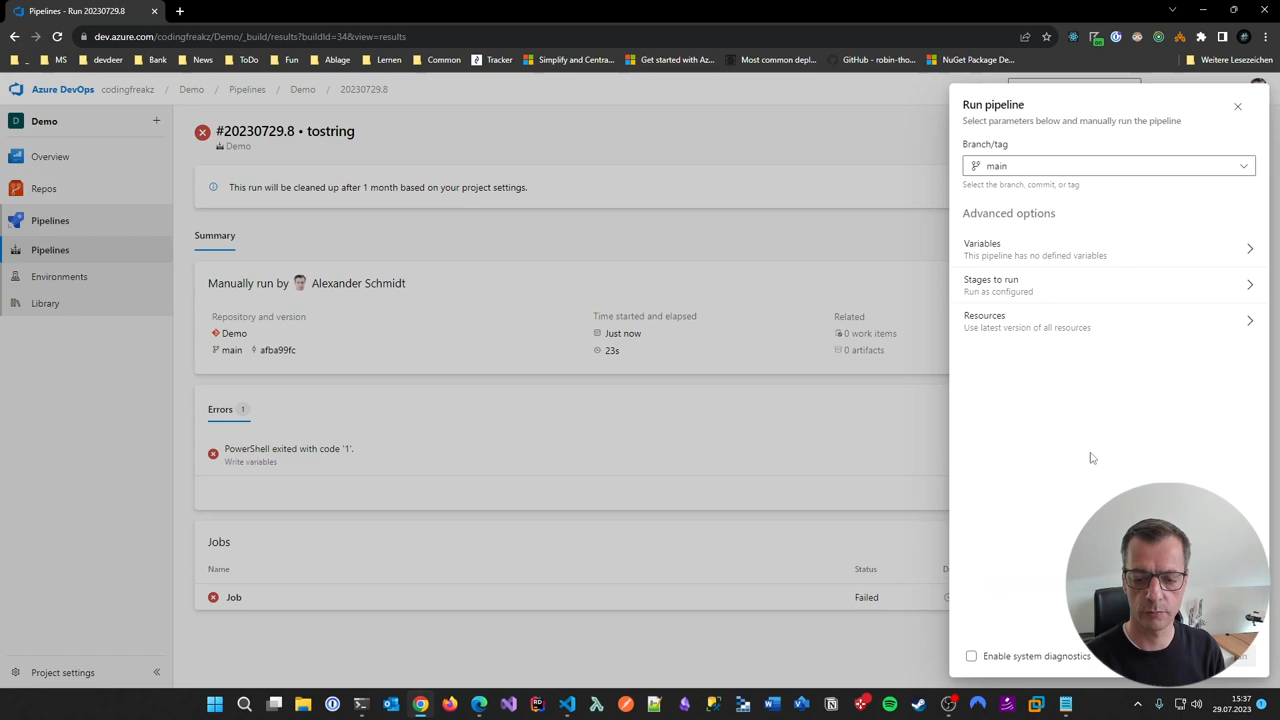 Pipelines - Run 20230729.8
dev.azure.com/codingfreakz/Demo/_build/results?buildId=34&view=results
MS
devdeer
Bank
News
ToDo
Fun
Ablage
Lernen
Common
Tracker
Simplify and Centra...
Get started with Az...
Most common depl...
GitHub - robin-tho...
NuGet Package De...
Weitere Lesezeichen
Azure DevOps codingfreakz / Demo / Pipelines / Demo / 20230729.8
D Demo
Overview
Repos
Pipelines
Pipelines
Environments
Library
Project settings
#20230729.8 • tostring
Demo
This run will be cleaned up after 1 month based on your project settings.
Summary
Manually run by Alexander Schmidt
Repository and version
Time started and elapsed
Related
Demo
Just now
0 work items
main afba99fc
23s
0 artifacts
Errors 1
PowerShell exited with code '1'.
Write variables
Jobs
Name
Status
Job
Failed
Run pipeline
Select parameters below and manually run the pipeline
Branch/tag
main
Select the branch, commit, or tag
Advanced options
Variables
This pipeline has no defined variables
Stages to run
Run as configured
Resources
Use latest version of all resources
Enable system diagnostics
15:37
29.07.2023